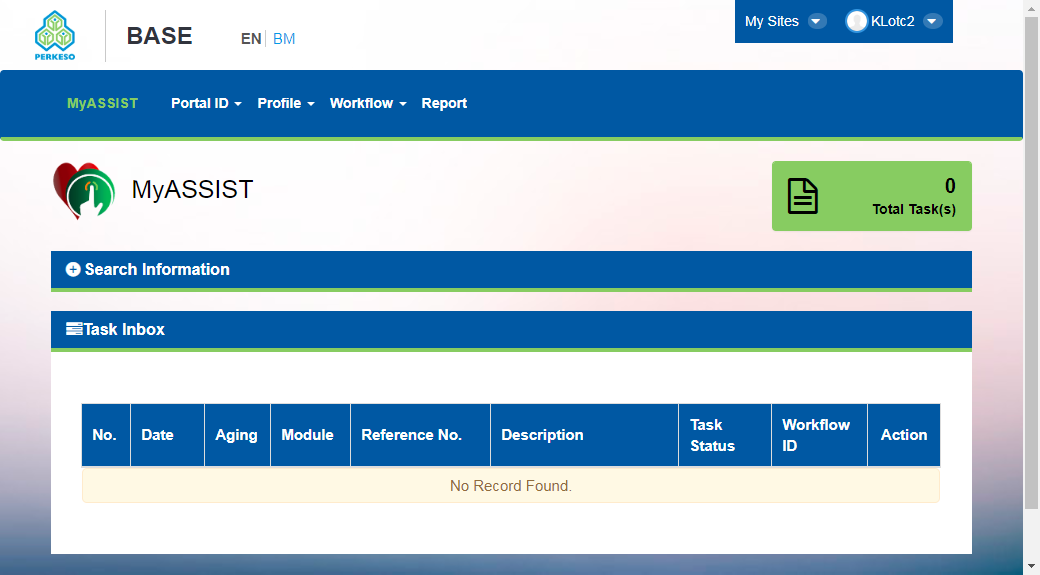 PERKESO
BASE
EN BM
My Sites KLotc2
MyASSIST Portal ID Profile Workflow Report
MyASSIST
0
Total Task(s)
Search Information
Task Inbox
No. Date Aging Module Reference No. Description Task Status Workflow ID Action
No Record Found.